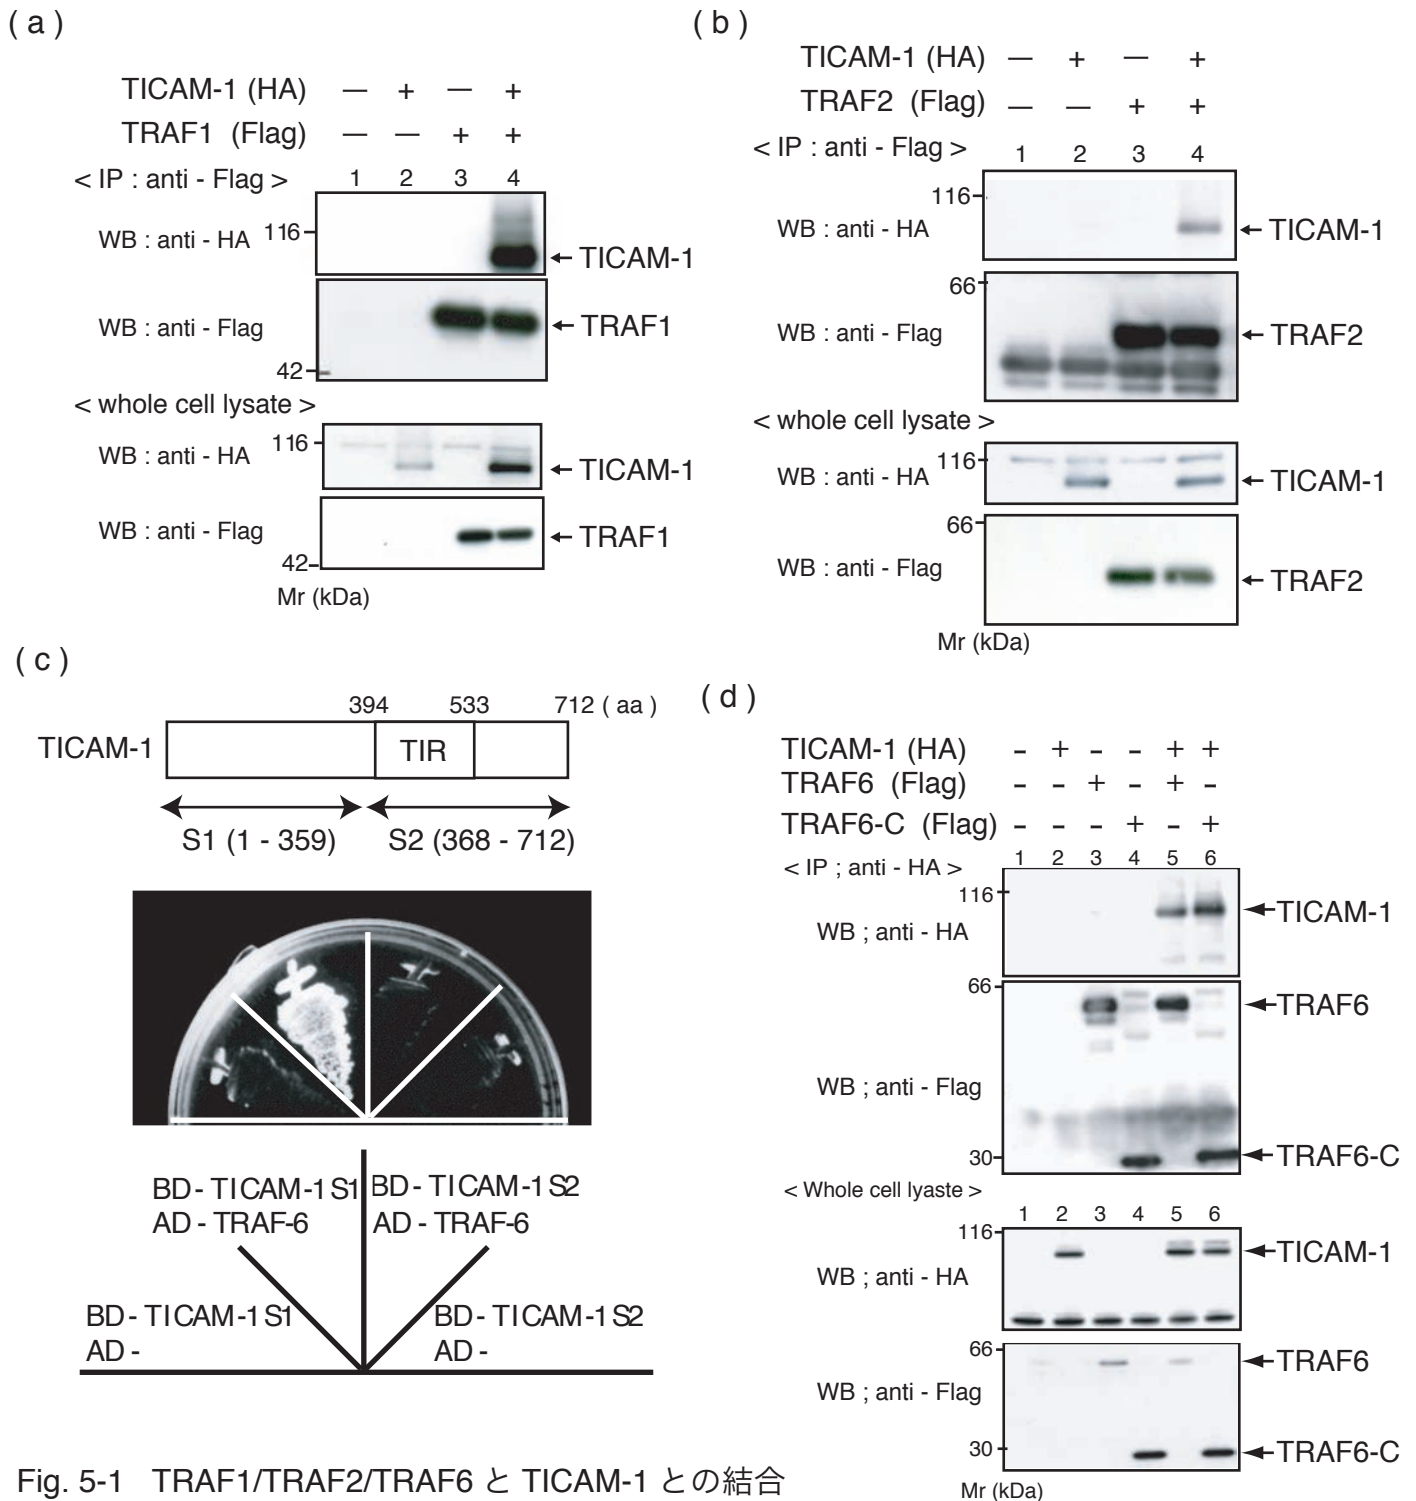 ( a )
TICAM-1 (HA) — + — +
TRAF1 (Flag) — — + +
< IP : anti - Flag > 1 2 3 4
WB : anti - HA 116 TICAM-1
WB : anti - Flag TRAF1
42
< whole cell lysate >
116
WB : anti - HA TICAM-1
WB : anti - Flag TRAF1
42
Mr (kDa)
( b )
TICAM-1 (HA) — + — +
TRAF2 (Flag) — — + +
< IP : anti - Flag > 1 2 3 4
116
WB : anti - HA TICAM-1
66
WB : anti - Flag TRAF2
< whole cell lysate >
116
WB : anti - HA TICAM-1
66
WB : anti - Flag TRAF2
Mr (kDa)
( c )
394 533 712 ( aa )
TICAM-1 TIR
S1 (1 - 359) S2 (368 - 712)
BD - TICAM-1 S1 BD - TICAM-1 S2
AD - TRAF-6 AD - TRAF-6
BD - TICAM-1 S1 BD - TICAM-1 S2
AD - AD -
( d )
TICAM-1 (HA) - + - - + +
TRAF6 (Flag) - - + - + -
TRAF6-C (Flag) - - - + - +
< IP ; anti - HA > 1 2 3 4 5 6
116 TICAM-1
WB ; anti - HA
66 TRAF6
WB ; anti - Flag
30 TRAF6-C
< Whole cell lyaste >
1 2 3 4 5 6
116 TICAM-1
WB ; anti - HA
66 TRAF6
WB ; anti - Flag
30 TRAF6-C
Mr (kDa)
Fig. 5-1 TRAF1/TRAF2/TRAF6 と TICAM-1 との結合